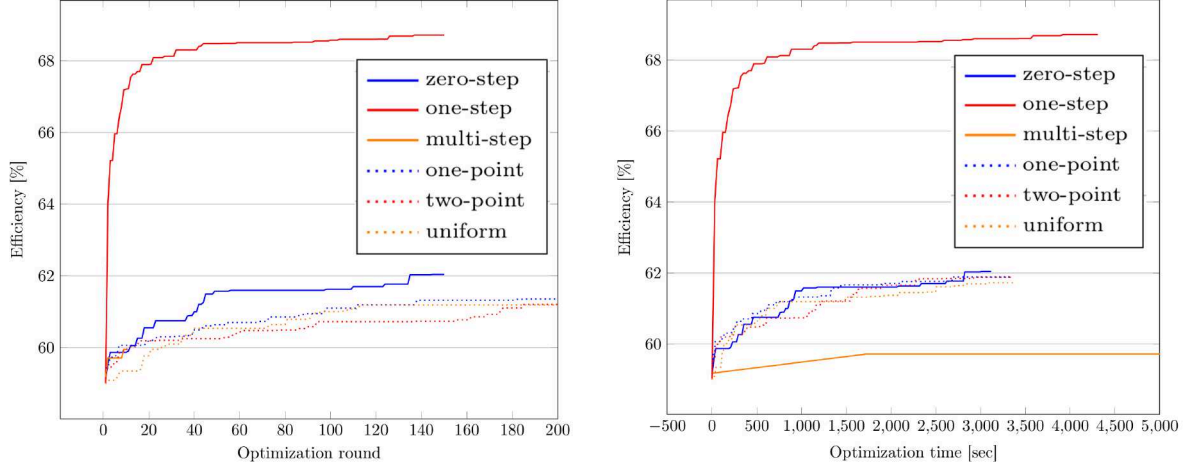 68
66
64
62
60
Efficiency [%]
zero-step
one-step
multi-step
one-point
two-point
uniform
0 20 40 60 80 100 120 140 160 180 200
Optimization round
68
66
64
62
60
Efficiency [%]
zero-step
one-step
multi-step
one-point
two-point
uniform
−500 0 500 1,000 1,500 2,000 2,500 3,000 3,500 4,000 4,500 5,000
Optimization time [sec]